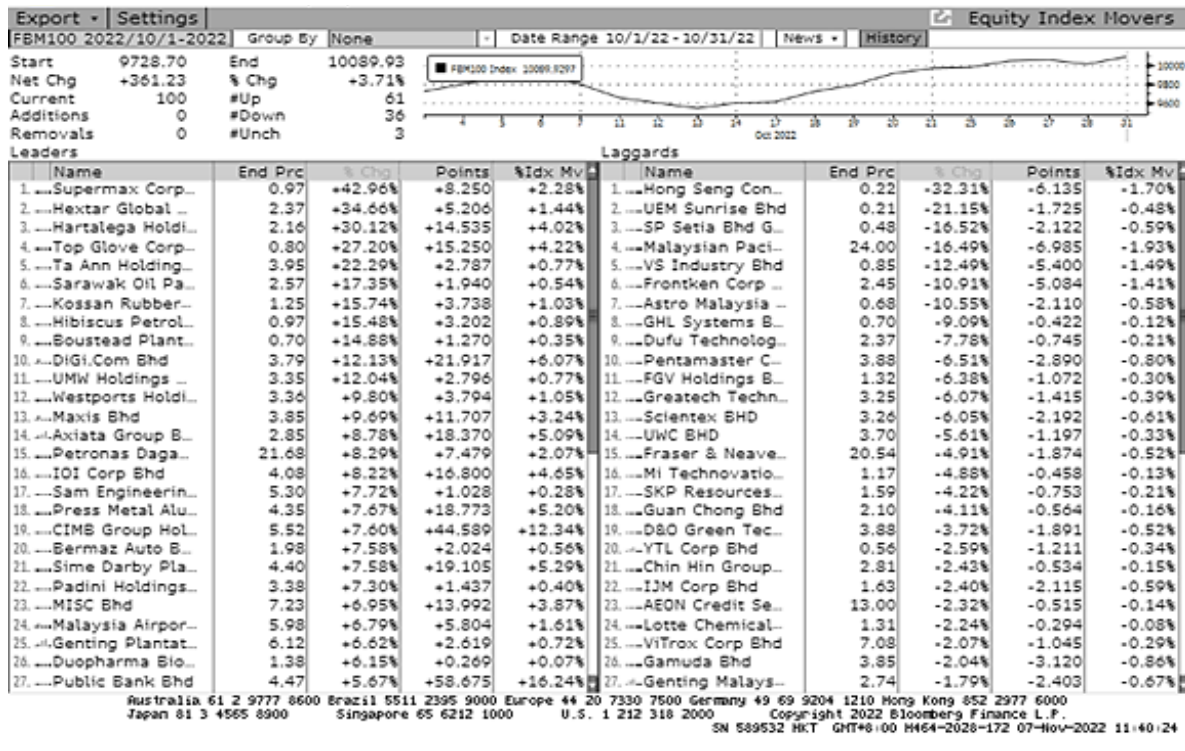 Export Settings Equity Index Movers
FBM100 2022/10/1-2022 Group By None Date Range 10/1/22-10/31/22 News History
Start 9728.70 End 10089.93
Net Chg +361.23 % Chg +3.71%
Current 100 #Up 61
Additions 0 #Down 36
Removals 0 #Unch 3
FBM100 Index 10089.9297
10000
9800
9600
4 5 6 7 11 12 13 14 17 18 19 20 21 25 26 27 28 31
Oct 2022
Leaders
Name End Prc % Chg Points %Idx Mv
1. Supermax Corp… 0.97 +42.96% +8.250 +2.28%
2. Hextar Global … 2.37 +34.66% +5.206 +1.44%
3. Hartalega Holdi… 2.16 +30.12% +14.535 +4.02%
4. Top Glove Corp… 0.80 +27.20% +15.250 +4.22%
5. Ta Ann Holding… 3.95 +22.29% +2.787 +0.77%
6. Sarawak Oil Pa… 2.57 +17.35% +1.940 +0.54%
7. Kossan Rubber… 1.25 +15.74% +3.738 +1.03%
8. Hibiscus Petrol… 0.97 +15.48% +3.202 +0.89%
9. Boustead Plant… 0.70 +14.88% +1.270 +0.35%
10. DiGi.Com Bhd 3.79 +12.13% +21.917 +6.07%
11. UMW Holdings … 3.35 +12.04% +2.796 +0.77%
12. Westports Holdi… 3.36 +9.80% +3.794 +1.05%
13. Maxis Bhd 3.85 +9.69% +11.707 +3.24%
14. Axiata Group B… 2.85 +8.78% +18.370 +5.09%
15. Petronas Daga… 21.68 +8.29% +7.479 +2.07%
16. IOI Corp Bhd 4.08 +8.22% +16.800 +4.65%
17. Sam Engineerin… 5.30 +7.72% +1.028 +0.28%
18. Press Metal Alu… 4.35 +7.67% +18.773 +5.20%
19. CIMB Group Hol… 5.52 +7.60% +44.589 +12.34%
20. Bermaz Auto B… 1.98 +7.58% +2.024 +0.56%
21. Sime Darby Pla… 4.40 +7.58% +19.105 +5.29%
22. Padini Holdings… 3.38 +7.30% +1.437 +0.40%
23. MISC Bhd 7.23 +6.95% +13.992 +3.87%
24. Malaysia Airpor… 5.98 +6.79% +5.804 +1.61%
25. Genting Plantat… 6.12 +6.62% +2.619 +0.72%
26. Duopharma Bio… 1.38 +6.15% +0.269 +0.07%
27. Public Bank Bhd 4.47 +5.67% +58.675 +16.24%
Laggards
Name End Prc % Chg Points %Idx Mv
1. Hong Seng Con… 0.22 -32.31% -6.135 -1.70%
2. UEM Sunrise Bhd 0.21 -21.15% -1.725 -0.48%
3. SP Setia Bhd G… 0.48 -16.52% -2.122 -0.59%
4. Malaysian Paci… 24.00 -16.49% -6.985 -1.93%
5. VS Industry Bhd 0.85 -12.49% -5.400 -1.49%
6. Frontken Corp … 2.45 -10.91% -5.084 -1.41%
7. Astro Malaysia … 0.68 -10.55% -2.110 -0.58%
8. GHL Systems B… 0.70 -9.09% -0.422 -0.12%
9. Dufu Technolog… 2.37 -7.78% -0.745 -0.21%
10. Pentamaster C… 3.88 -6.51% -2.890 -0.80%
11. FGV Holdings B… 1.32 -6.38% -1.072 -0.30%
12. Greatech Techn… 3.25 -6.07% -1.415 -0.39%
13. Scientex BHD 3.26 -6.05% -2.192 -0.61%
14. UWC BHD 3.70 -5.61% -1.197 -0.33%
15. Fraser & Neave… 20.54 -4.91% -1.874 -0.52%
16. Mi Technovatio… 1.17 -4.88% -0.458 -0.13%
17. SKP Resources… 1.59 -4.22% -0.753 -0.21%
18. Guan Chong Bhd 2.10 -4.11% -0.564 -0.16%
19. D&O Green Tec… 3.88 -3.72% -1.891 -0.52%
20. YTL Corp Bhd 0.56 -2.59% -1.211 -0.34%
21. Chin Hin Group… 2.81 -2.43% -0.534 -0.15%
22. IJM Corp Bhd 1.63 -2.40% -2.115 -0.59%
23. AEON Credit Se… 13.00 -2.32% -0.515 -0.14%
24. Lotte Chemical… 1.31 -2.24% -0.294 -0.08%
25. ViTrox Corp Bhd 7.08 -2.07% -1.045 -0.29%
26. Gamuda Bhd 3.85 -2.04% -3.120 -0.86%
27. Genting Malays… 2.74 -1.79% -2.403 -0.67%
Australia 61 2 9777 8600 Brazil 5511 2395 9000 Europe 44 20 7330 7500 Germany 49 69 9204 1210 Hong Kong 852 2977 6000
Japan 81 3 4565 8900 Singapore 65 6212 1000 U.S. 1 212 318 2000 Copyright 2022 Bloomberg Finance L.P.
SN 589532 HKT GMT+8:00 H464-2028-172 07-Nov-2022 11:40:24